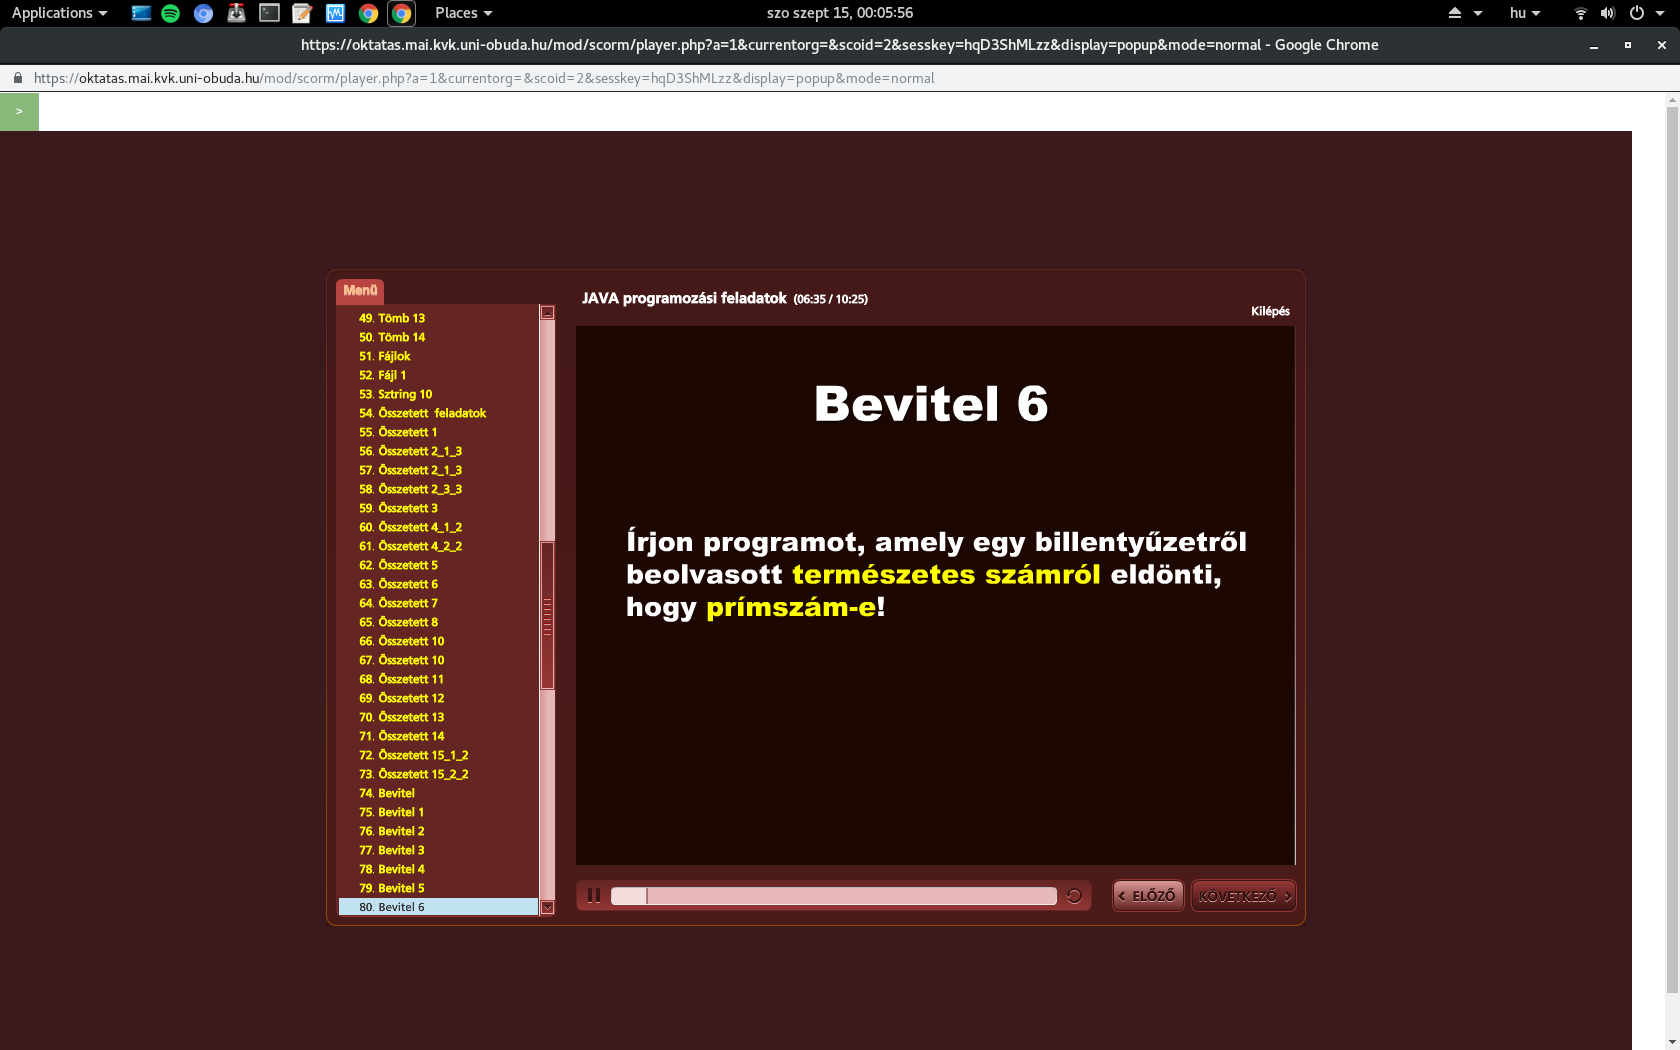 Applications
Places
szo szept 15, 00:05:56
hu
https://oktatas.mai.kvk.uni-obuda.hu/mod/scorm/player.php?a=1&currentorg=&scoid=2&sesskey=hqD3ShMLzz&display=popup&mode=normal - Google Chrome
https://oktatas.mai.kvk.uni-obuda.hu/mod/scorm/player.php?a=1&currentorg=&scoid=2&sesskey=hqD3ShMLzz&display=popup&mode=normal
>
Menü
49. Tömb 13
50. Tömb 14
51. Fájlok
52. Fájl 1
53. Sztring 10
54. Összetett feladatok
55. Összetett 1
56. Összetett 2_1_3
57. Összetett 2_1_3
58. Összetett 2_3_3
59. Összetett 3
60. Összetett 4_1_2
61. Összetett 4_2_2
62. Összetett 5
63. Összetett 6
64. Összetett 7
65. Összetett 8
66. Összetett 10
67. Összetett 10
68. Összetett 11
69. Összetett 12
70. Összetett 13
71. Összetett 14
72. Összetett 15_1_2
73. Összetett 15_2_2
74. Bevitel
75. Bevitel 1
76. Bevitel 2
77. Bevitel 3
78. Bevitel 4
79. Bevitel 5
80. Bevitel 6
JAVA programozási feladatok (06:35 / 10:25)
Kilépés
Bevitel 6
Írjon programot, amely egy billentyűzetről
beolvasott természetes számról eldönti,
hogy prímszám-e!
< ELŐZŐ
KÖVETKEZŐ >